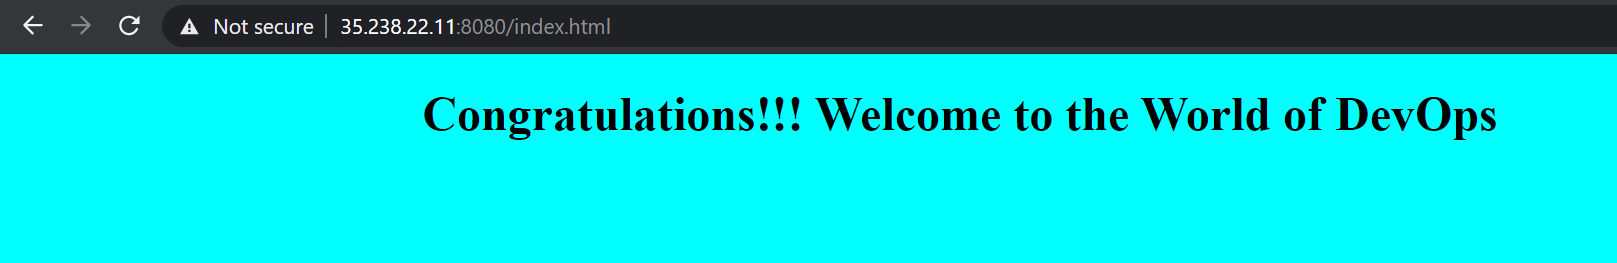 Not secure 35.238.22.11:8080/index.html
Congratulations!!! Welcome to the World of DevOps